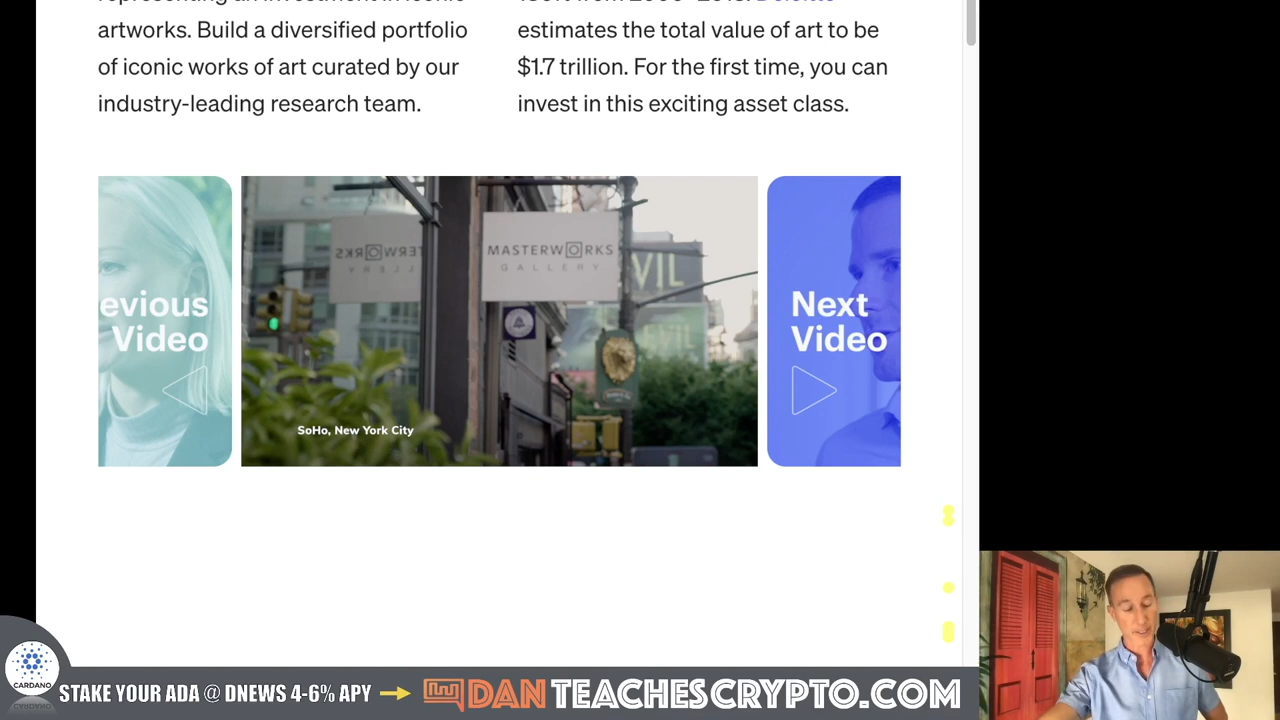 artworks. Build a diversified portfolio
of iconic works of art curated by our
industry-leading research team.
estimates the total value of art to be
$1.7 trillion. For the first time, you can
invest in this exciting asset class.
evious
Video
MASTERWORKS
GALLERY
VIL
SoHo, New York City
Next
Video
CARDANO
STAKE YOUR ADA @ DNEWS 4-6% APY
DANTEACHESCRYPTO.COM